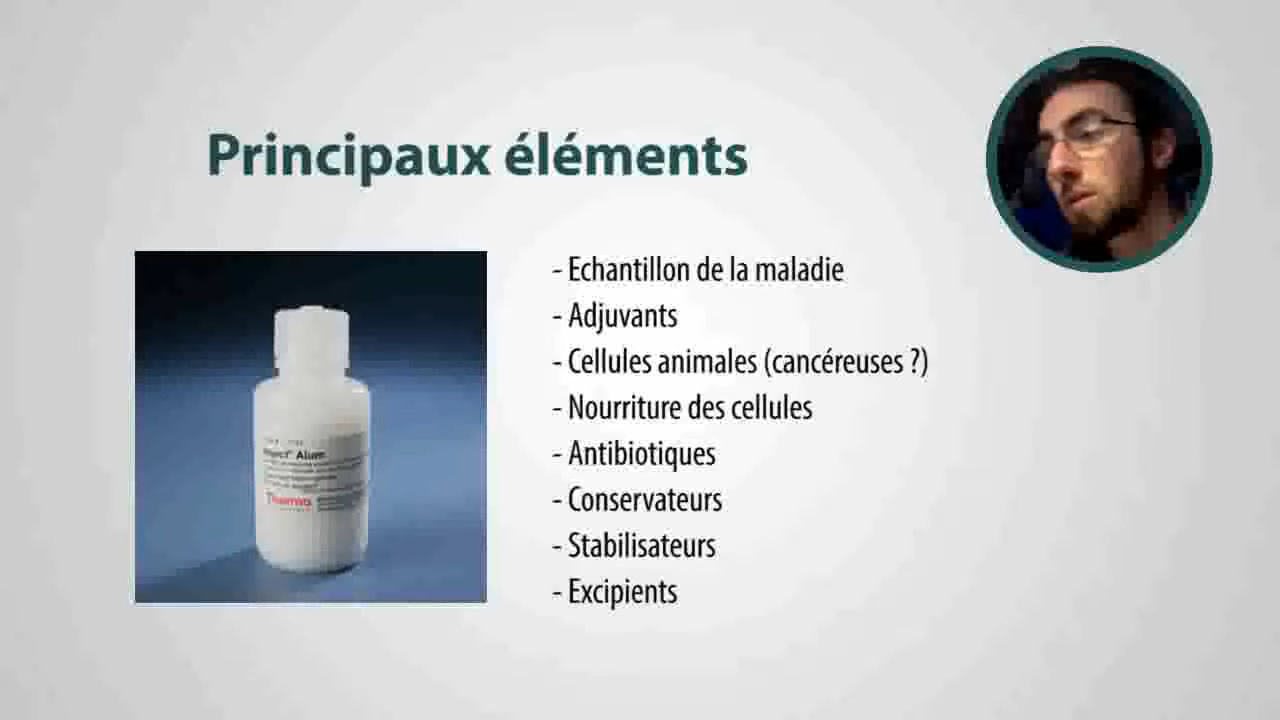 Principaux éléments
- Echantillon de la maladie
- Adjuvants
- Cellules animales (cancéreuses ?)
- Nourriture des cellules
- Antibiotiques
- Conservateurs
- Stabilisateurs
- Excipients
Alum
Thermo